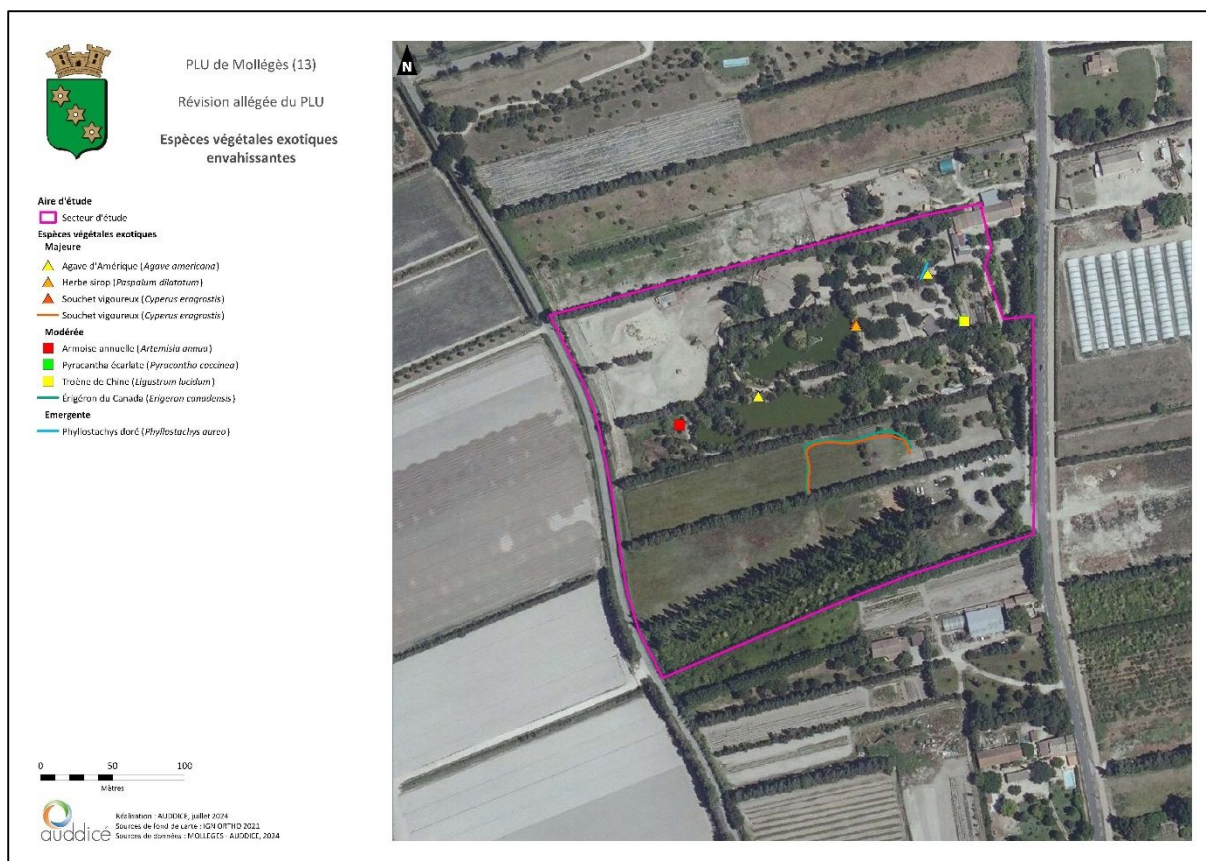 PLU de Mollégès (13)
Révision allégée du PLU
Espèces végétales exotiques
envahissantes
N
Aire d'étude
Secteur d'étude
Espèces végétales exotiques
Majeure
Agave d'Amérique (Agave americana)
Herbe sirop (Paspalum dilatatum)
Souchet vigoureux (Cyperus eragrostis)
Souchet vigoureux (Cyperus eragrostis)
Modérée
Armoise annuelle (Artemisia annua)
Pyracantha écarlate (Pyracantha coccinea)
Troène de Chine (Ligustrum lucidum)
Érigéron du Canada (Erigeron canadensis)
Emergente
Phyllostachys doré (Phyllostachys aurea)
0 50 100
Mètres
auddicé
Réalisation : AUDDICE, juillet 2024
Sources de fond de carte : IGN ORTHO 2021
Sources de données : MOLLEGES - AUDDICE, 2024